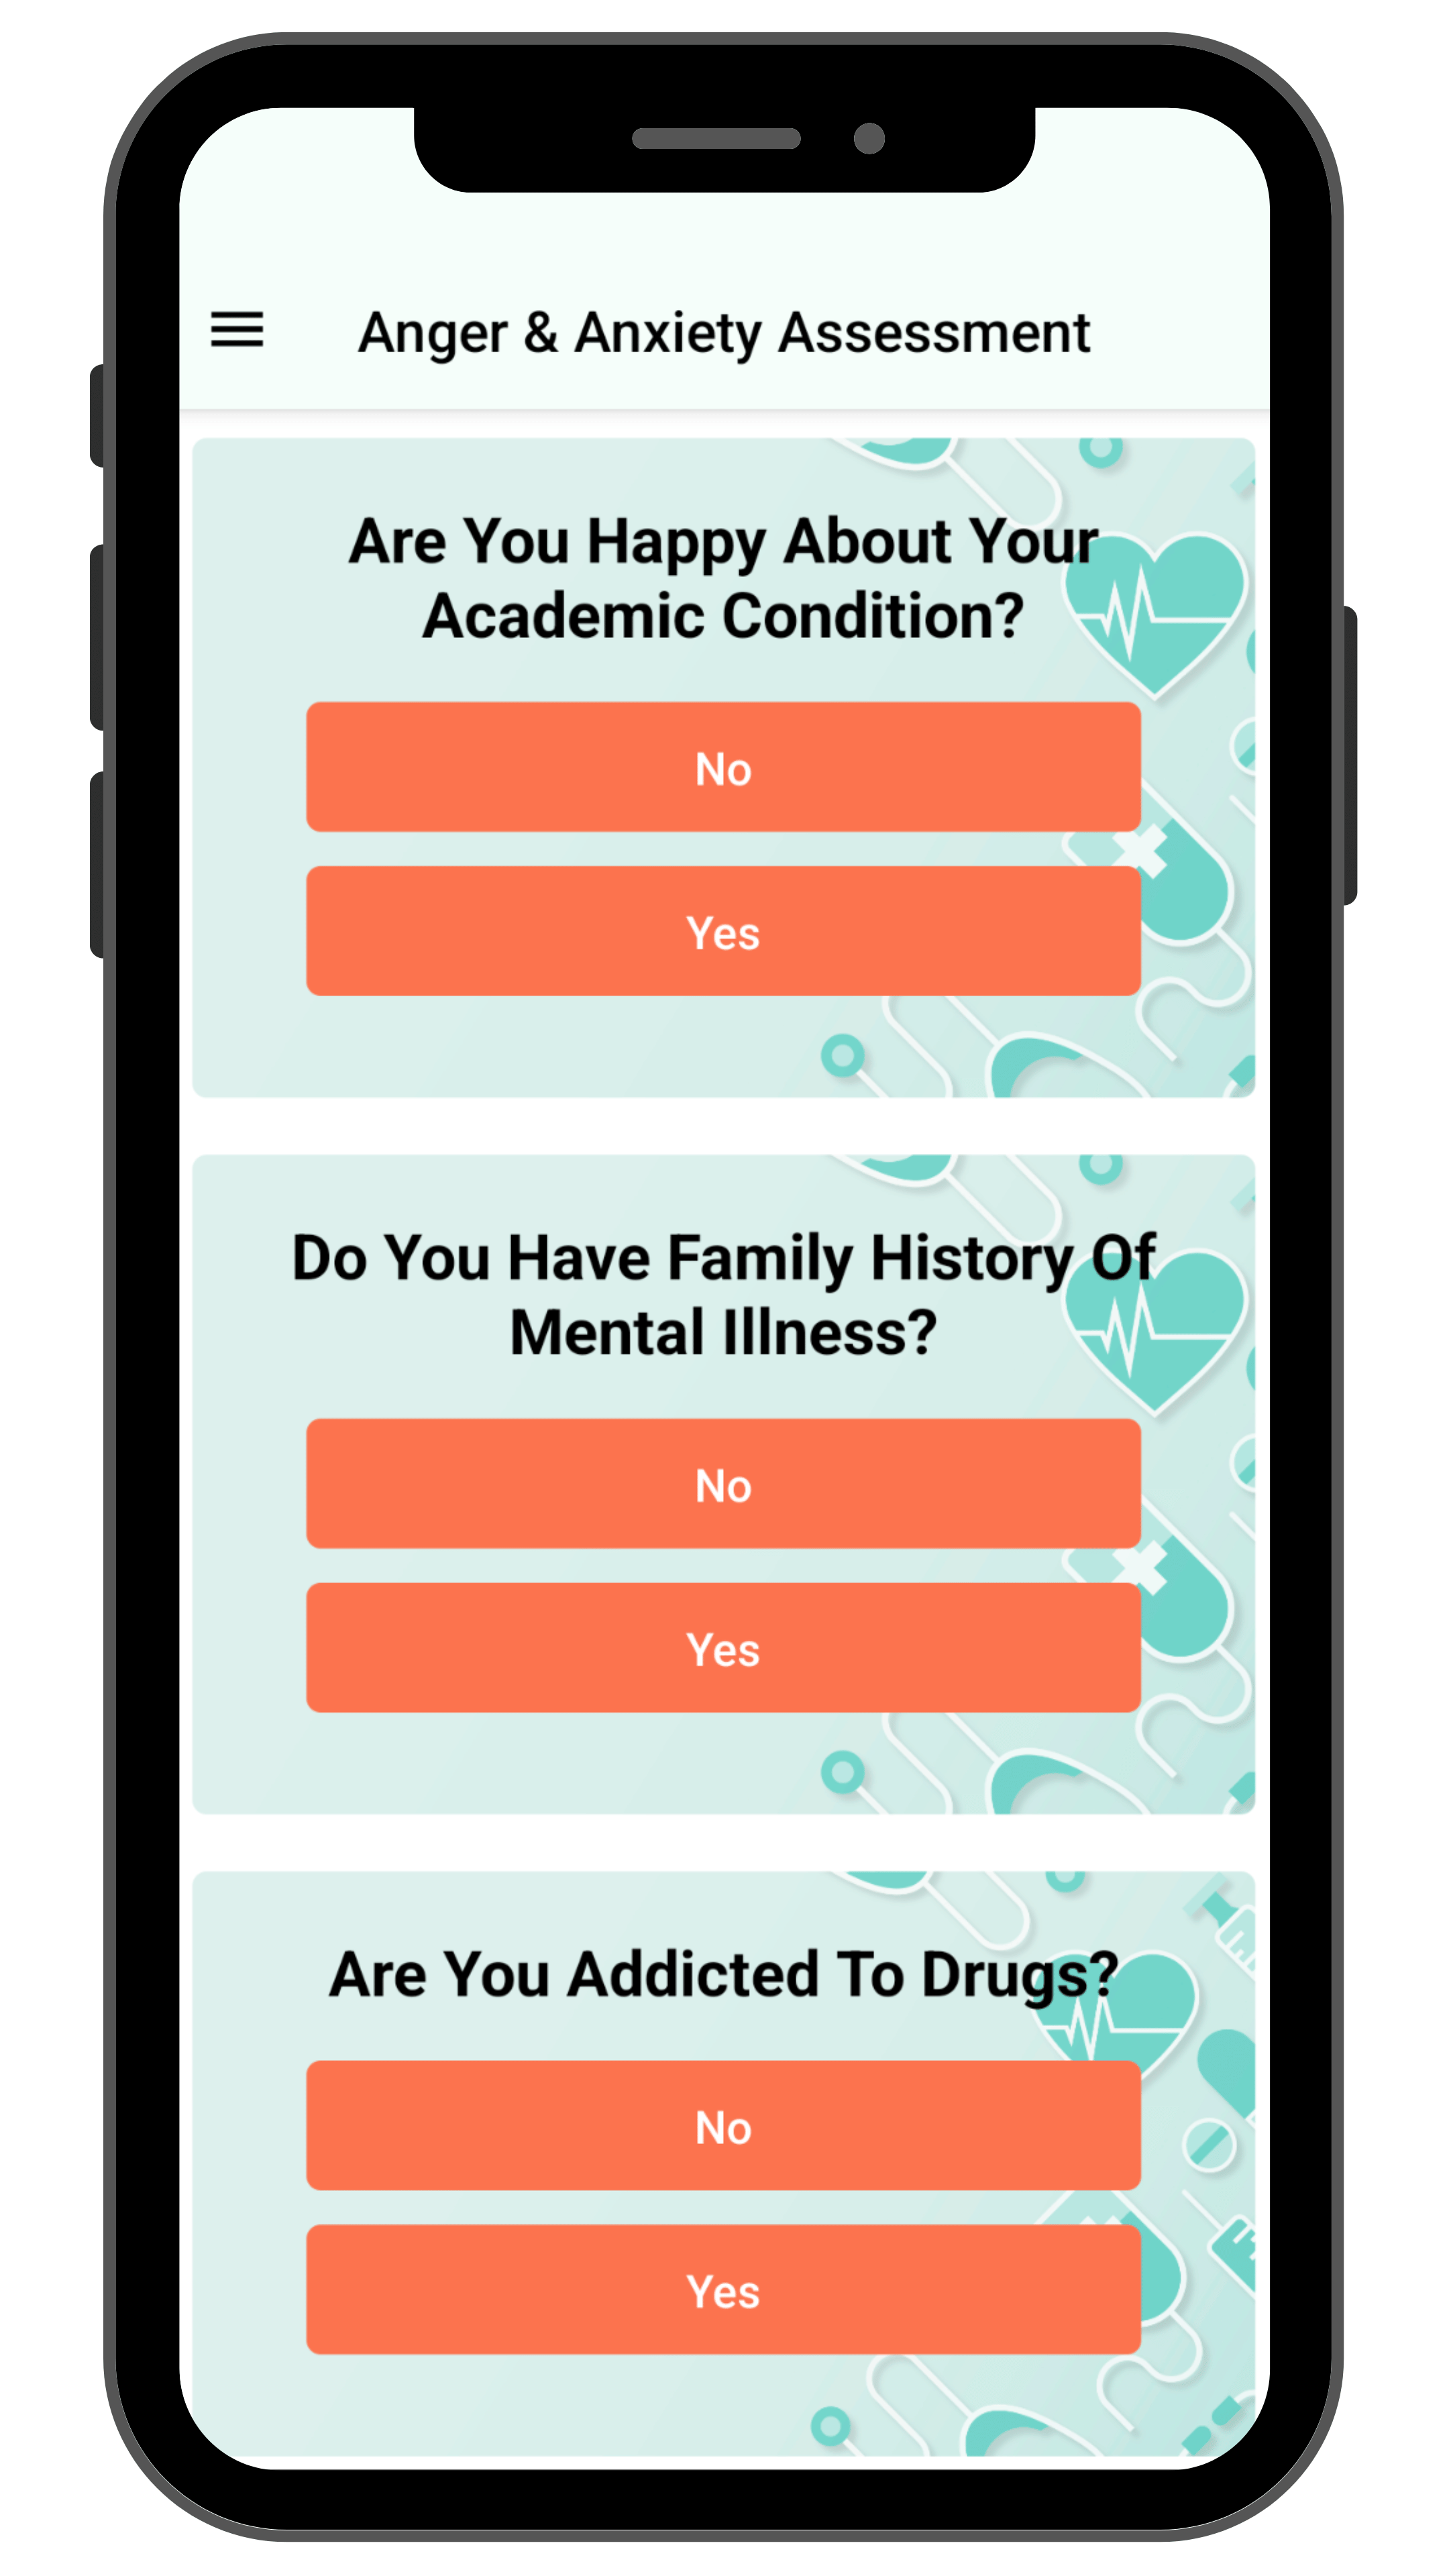 Anger & Anxiety Assessment
Are You Happy About Your
Academic Condition?
No
Yes
Do You Have Family History Of
Mental Illness?
No
Yes
Are You Addicted To Drugs?
No
Yes